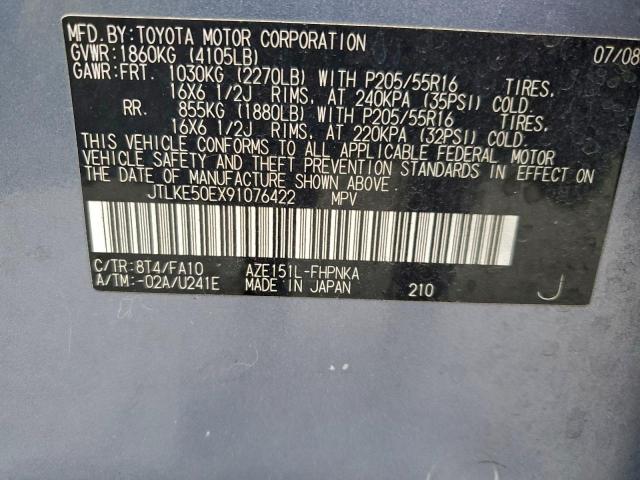 MFD.BY:TOYOTA MOTOR CORPORATION 07/08
GVWR:1860KG (4105LB)
GAWR:FRT. 1030KG (2270LB) WITH P205/55R16 TIRES,
16X6 1/2J RIMS, AT 240KPA (35PSI) COLD.
RR. 855KG (1880LB) WITH P205/55R16 TIRES,
16X6 1/2J RIMS, AT 220KPA (32PSI) COLD.
THIS VEHICLE CONFORMS TO ALL APPLICABLE FEDERAL MOTOR
VEHICLE SAFETY AND THEFT PREVENTION STANDARDS IN EFFECT ON
THE DATE OF MANUFACTURE SHOWN ABOVE.
JTLKE50EX91076422 MPV
C/TR:8T4/FA10 AZE151L-FHPNKA
A/TM:-02A/U241E MADE IN JAPAN 210 J